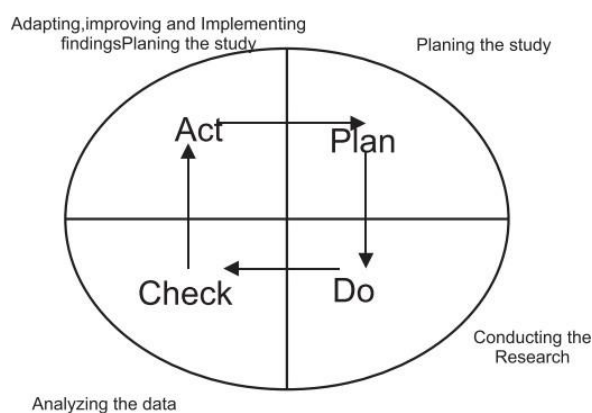 Adapting,improving and Implementing
findingsPlaning the study
Planing the study
Act
Plan
Check
Do
Conducting the
Research
Analyzing the data